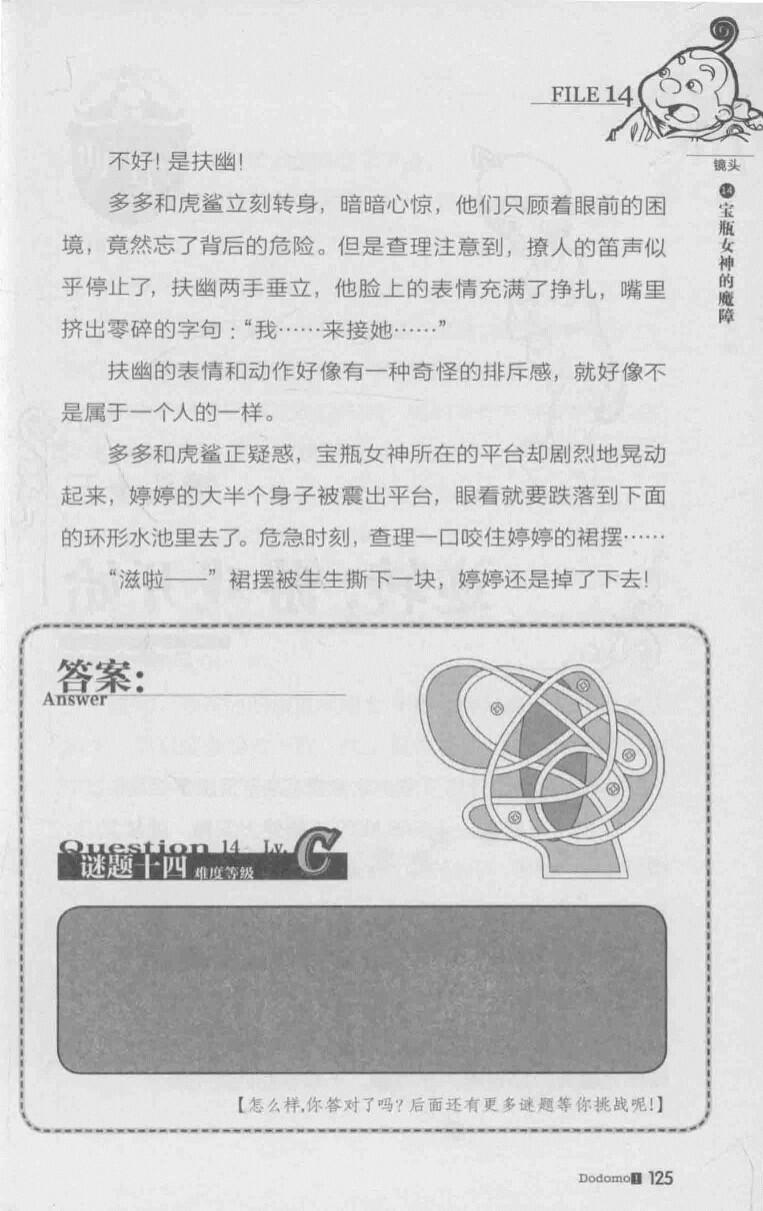 FILE 14
镜头
⑭宝瓶女神的魔障
不好！是扶幽！
多多和虎鲨立刻转身，暗暗心惊，他们只顾着眼前的困
境，竟然忘了背后的危险。但是查理注意到，撩人的笛声似
乎停止了，扶幽两手垂立，他脸上的表情充满了挣扎，嘴里
挤出零碎的字句：“我……来接她……”
扶幽的表情和动作好像有一种奇怪的排斥感，就好像不
是属于一个人的一样。
多多和虎鲨正疑惑，宝瓶女神所在的平台却剧烈地晃动
起来，婷婷的大半个身子被震出平台，眼看就要跌落到下面
的环形水池里去了。危急时刻，查理一口咬住婷婷的裙摆……
“滋啦——”裙摆被生生撕下一块，婷婷还是掉了下去！
答案：
Answer
Question 14 Lv. C
谜题十四 难度等级
【怎么样，你答对了吗？后面还有更多谜题等你挑战呢！】
Dodomo 1 125